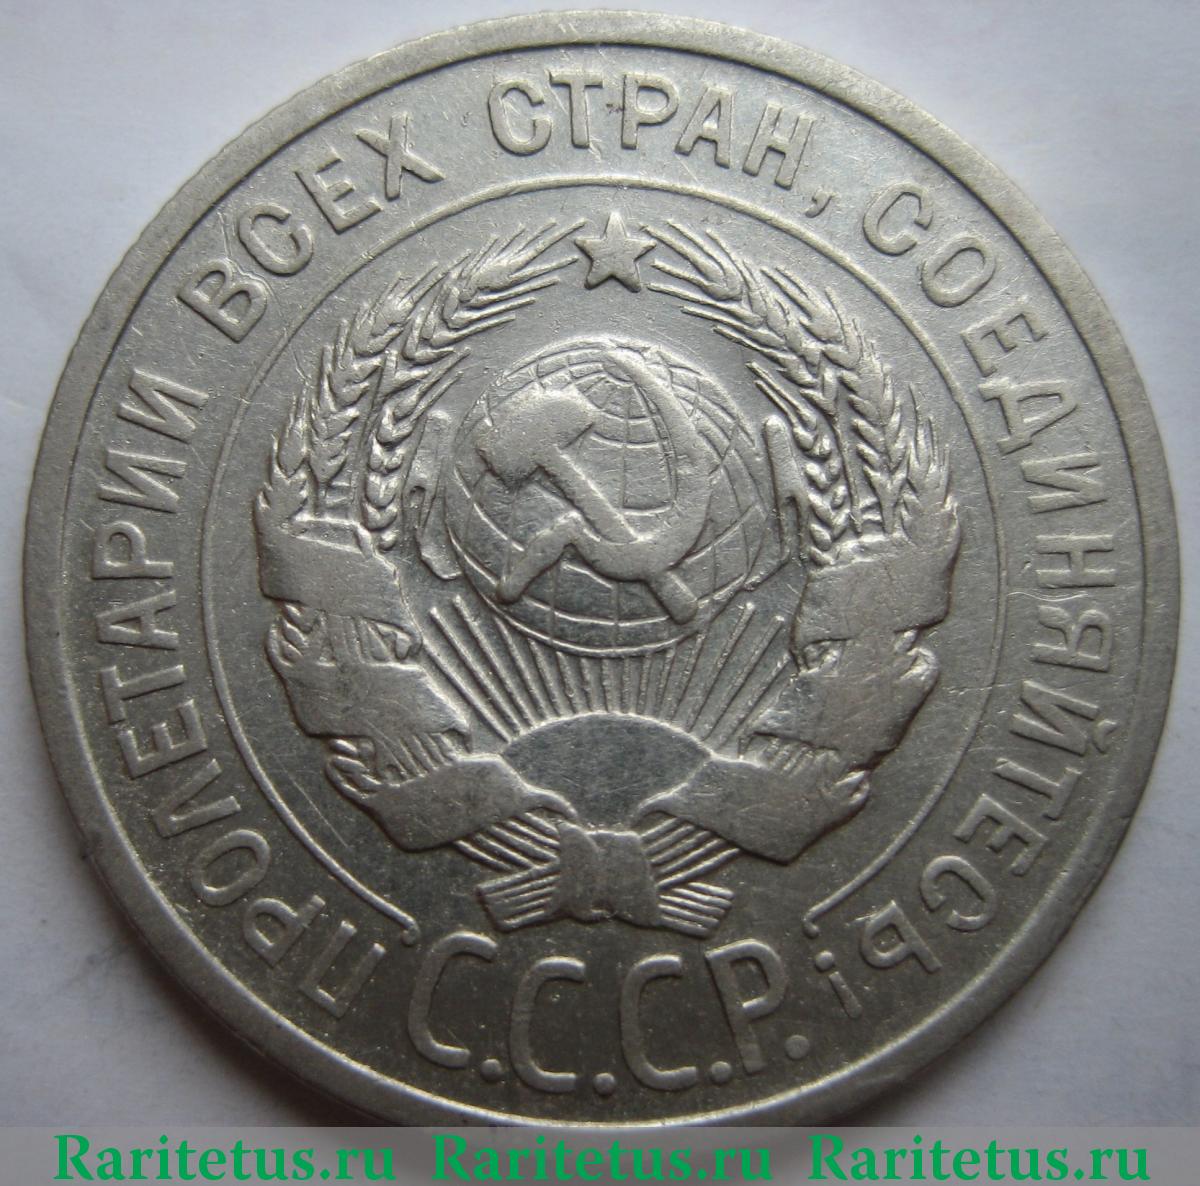 ПРОЛЕТАРИИ ВСЕХ СТРАН, СОЕДИНЯЙТЕСЬ!
С.С.С.Р.
Raritetus.ru Raritetus.ru Raritetus.ru